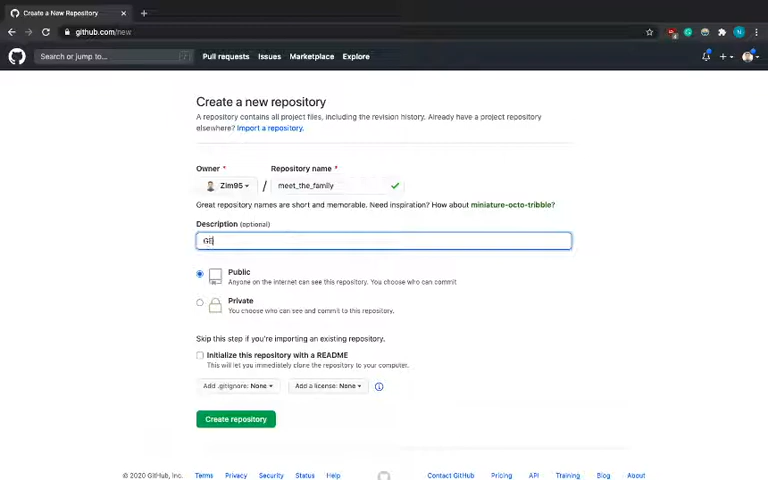 Create a New Repository
github.com/new
Search or jump to...
Pull requests Issues Marketplace Explore
Create a new repository
A repository contains all project files, including the revision history. Already have a project repository
elsewhere? Import a repository.
Owner * Repository name *
Zim95 / meet_the_family
Great repository names are short and memorable. Need inspiration? How about miniature-octo-tribble?
Description (optional)
GE
Public
Anyone on the internet can see this repository. You choose who can commit
Private
You choose who can see and commit to this repository.
Skip this step if you're importing an existing repository.
Initialize this repository with a README
This will let you immediately clone the repository to your computer.
Add .gitignore: None Add a license: None
Create repository
© 2020 GitHub, Inc. Terms Privacy Security Status Help Contact GitHub Pricing API Training Blog About